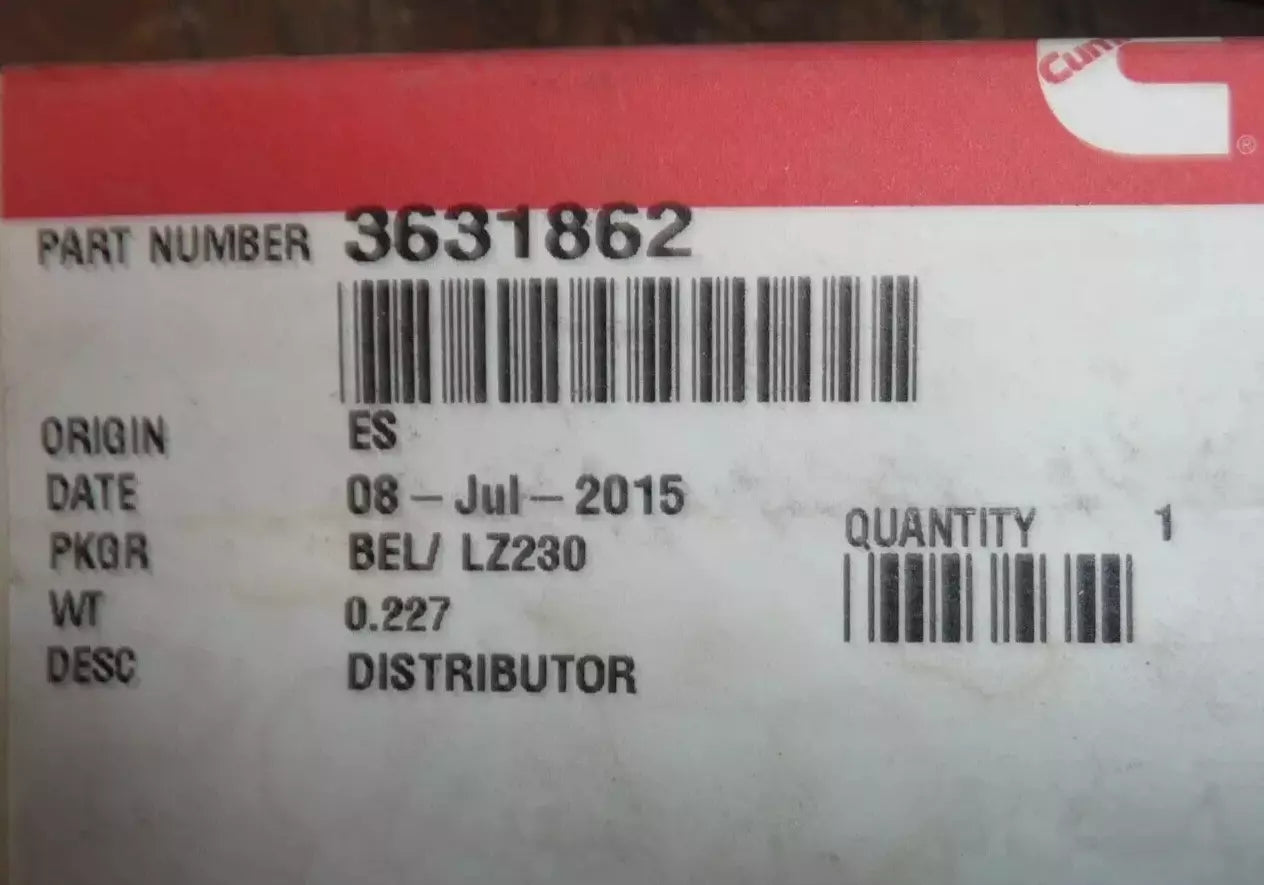 Cum
®
PART NUMBER 3631862
ORIGIN ES
DATE 08 - Jul - 2015
PKGR BEL/ LZ230
QUANTITY 1
WT 0.227
DESC DISTRIBUTOR